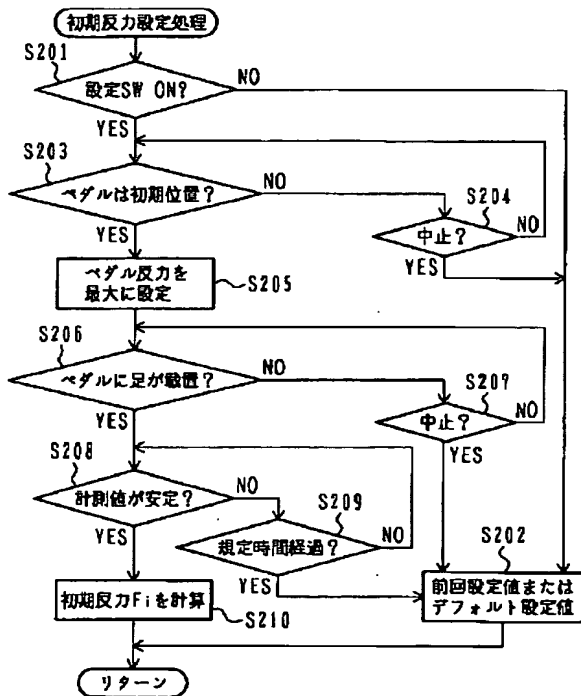 初期反力設定処理
S201
設定SW ON?
NO
YES
S203
ペダルは初期位置?
NO
YES
S204
中止?
NO
YES
ペダル反力を
最大に設定
S205
S206
ペダルに足が設置?
NO
YES
S207
中止?
NO
YES
S208
計測値が安定?
NO
YES
S209
規定時間経過?
NO
YES
S202
前回設定値または
デフォルト設定値
初期反力Fiを計算
S210
リターン